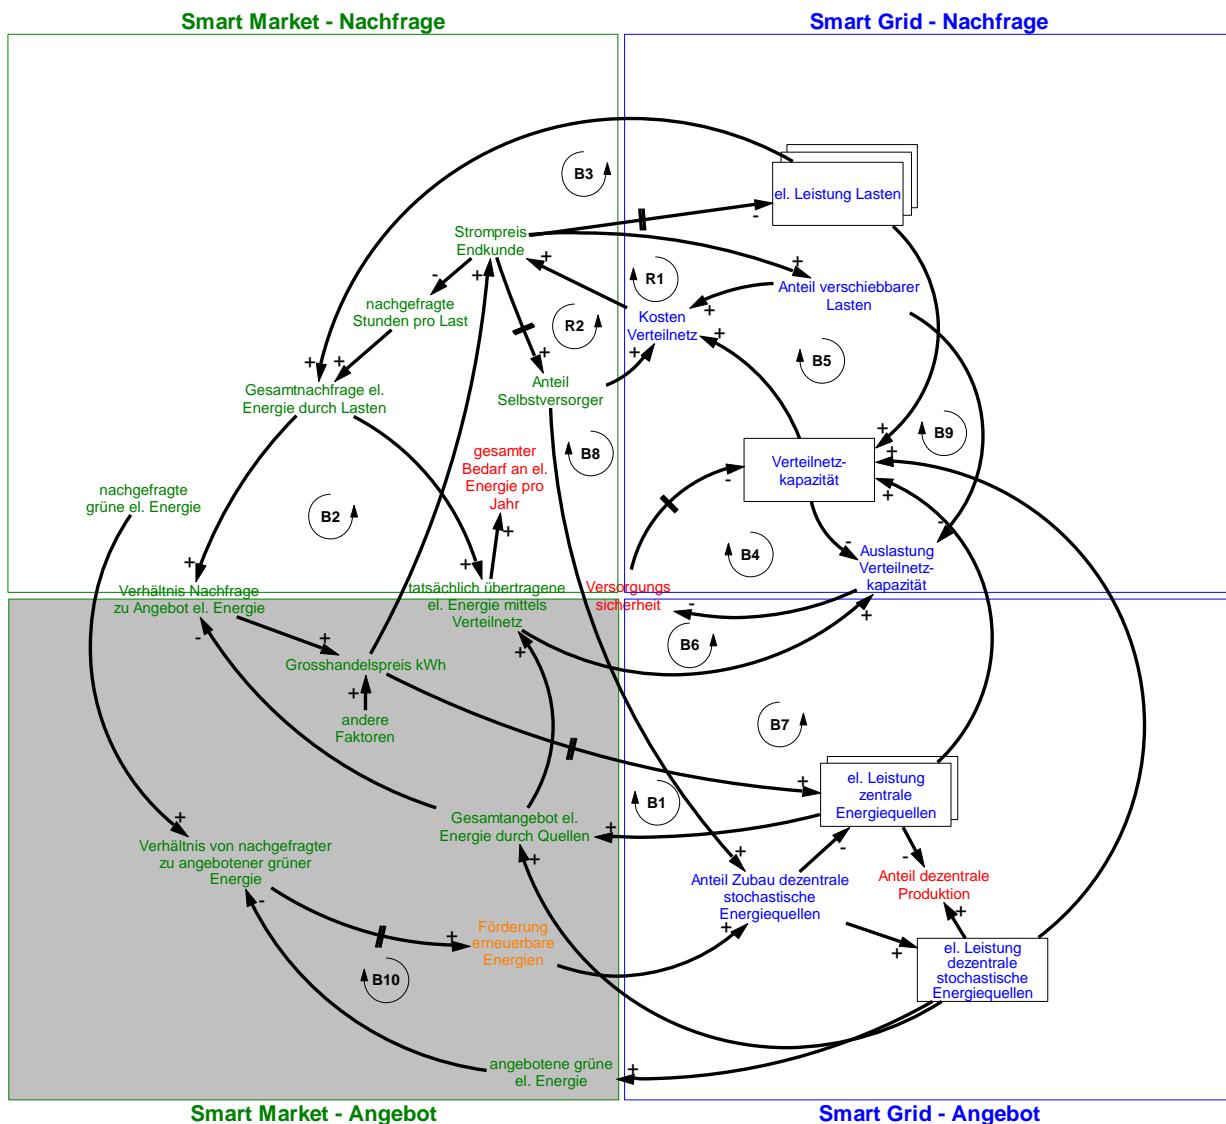 Smart Market - Nachfrage
Smart Grid - Nachfrage
B3
el. Leistung Lasten
-
Strompreis
Endkunde
+
+
-
+
R1
Anteil verschiebbarer
Lasten
nachgefragte
Stunden pro Last
R2
Kosten
Verteilnetz
+
+
+
+
+
+
B5
Gesamtnachfrage el.
Energie durch Lasten
Anteil
Selbstversorger
B8
+
B9
gesamter
Bedarf an el.
Energie pro
Jahr
+
Verteilnetz-
kapazität
-
+
nachgefragte
grüne el. Energie
B2
+
-
-
B4
Auslastung
Verteilnetz-
kapazität
+
+
Verhältnis Nachfrage
zu Angebot el. Energie
tatsächlich übertragene
el. Energie mittels
Verteilnetz
Versorgungs
sicherheit
-
+
-
+
B6
+
Grosshandelspreis kWh
+
andere
Faktoren
B7
+
el. Leistung
zentrale
Energiequellen
B1
+
Gesamtangebot el.
Energie durch Quellen
+
Verhältnis von nachgefragter
zu angebotener grüner
Energie
+
+
-
-
Anteil Zubau dezentrale
stochastische
Energiequellen
Anteil dezentrale
Produktion
-
+
+
+
Förderung
erneuerbare
Energien
+
el. Leistung
dezentrale
stochastische
Energiequellen
B10
angebotene grüne
el. Energie
+
Smart Market - Angebot
Smart Grid - Angebot